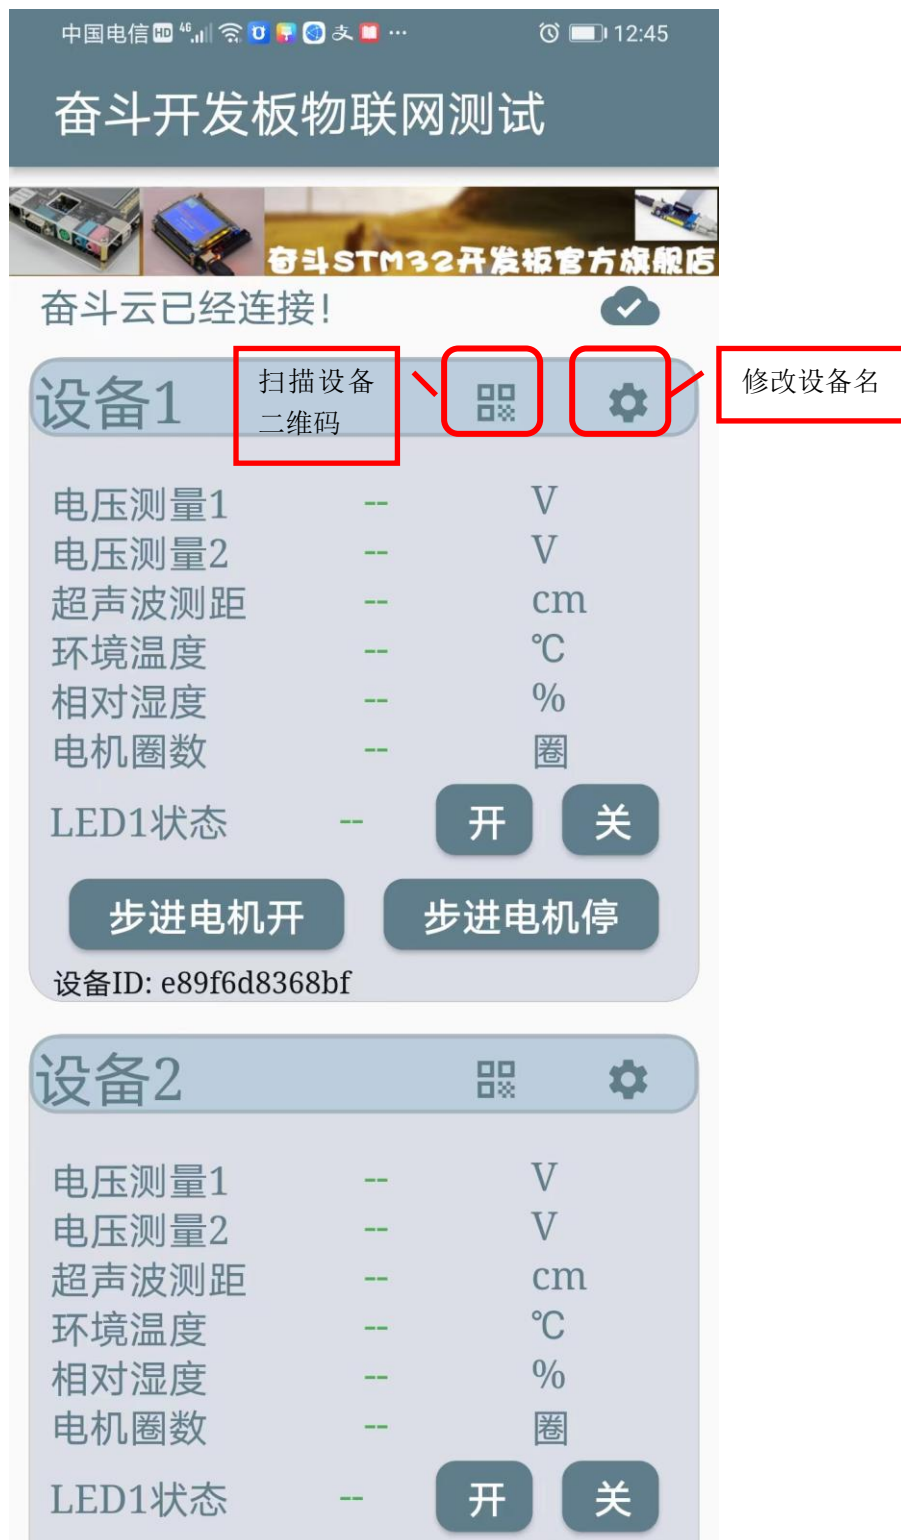 中国电信 HD 46 12:45
奋斗开发板物联网测试
奋斗STM32开发板官方旗舰店
奋斗云已经连接!
设备1
扫描设备
二维码
修改设备名
电压测量1 -- V
电压测量2 -- V
超声波测距 -- cm
环境温度 -- ℃
相对湿度 -- %
电机圈数 -- 圈
LED1状态 -- 开 关
步进电机开 步进电机停
设备ID: e89f6d8368bf
设备2
电压测量1 -- V
电压测量2 -- V
超声波测距 -- cm
环境温度 -- ℃
相对湿度 -- %
电机圈数 -- 圈
LED1状态 -- 开 关